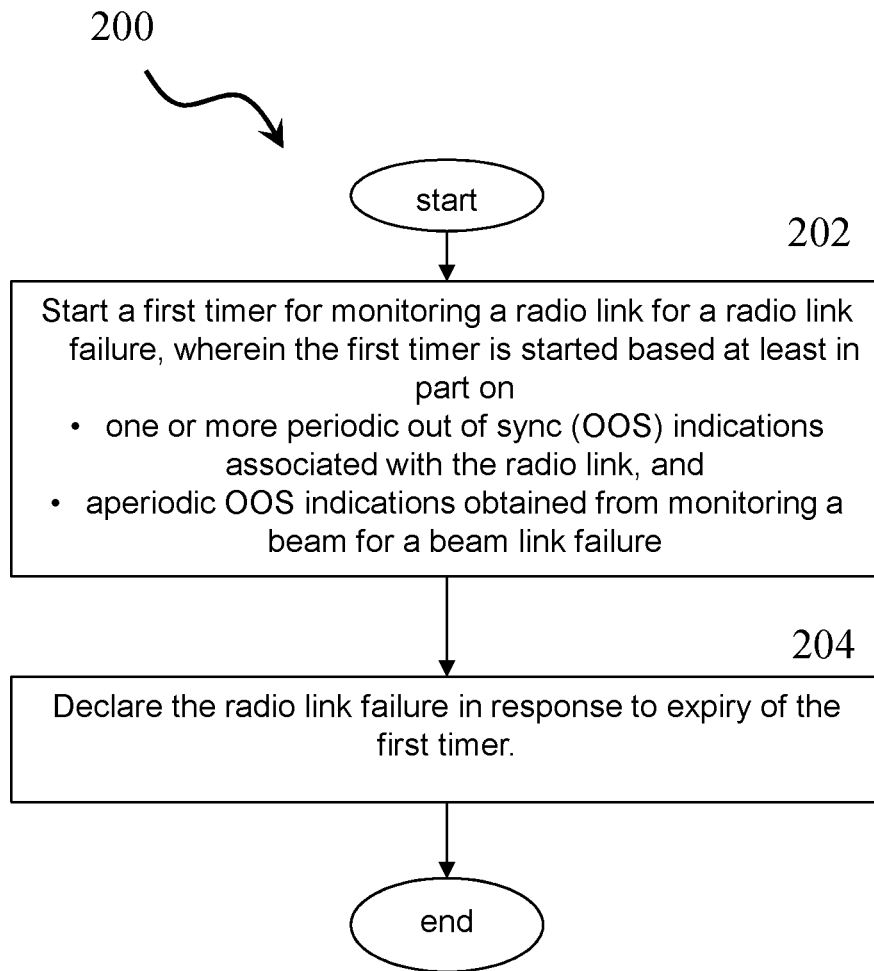 200
start
202
Start a first timer for monitoring a radio link for a radio link
failure, wherein the first timer is started based at least in
part on
• one or more periodic out of sync (OOS) indications
associated with the radio link, and
• aperiodic OOS indications obtained from monitoring a
beam for a beam link failure
204
Declare the radio link failure in response to expiry of the
first timer.
end